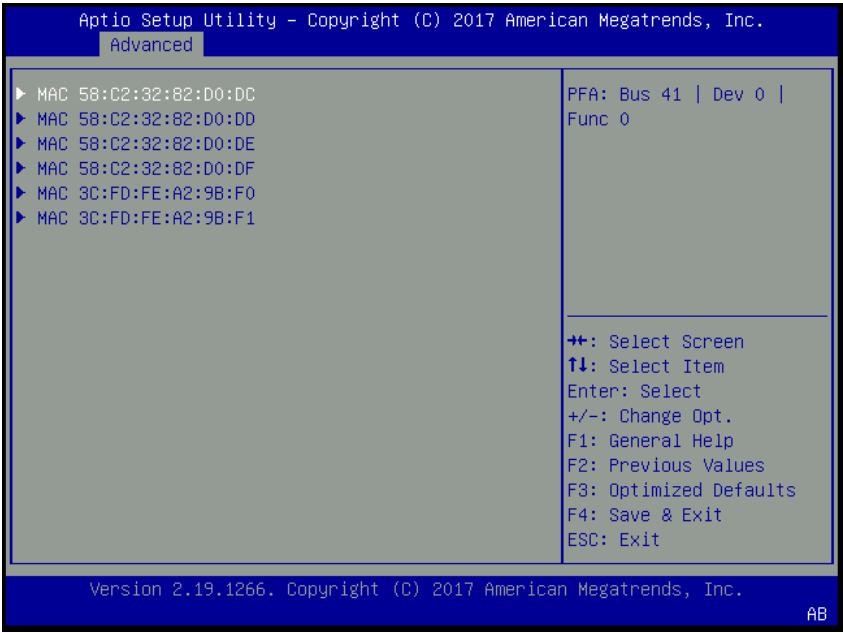 Aptio Setup Utility – Copyright (C) 2017 American Megatrends, Inc.
Advanced
▶ MAC 58:C2:32:82:D0:DC
▶ MAC 58:C2:32:82:D0:DD
▶ MAC 58:C2:32:82:D0:DE
▶ MAC 58:C2:32:82:D0:DF
▶ MAC 3C:FD:FE:A2:9B:F0
▶ MAC 3C:FD:FE:A2:9B:F1
PFA: Bus 41 | Dev 0 |
Func 0
→←: Select Screen
↑↓: Select Item
Enter: Select
+/-: Change Opt.
F1: General Help
F2: Previous Values
F3: Optimized Defaults
F4: Save & Exit
ESC: Exit
Version 2.19.1266. Copyright (C) 2017 American Megatrends, Inc.
AB